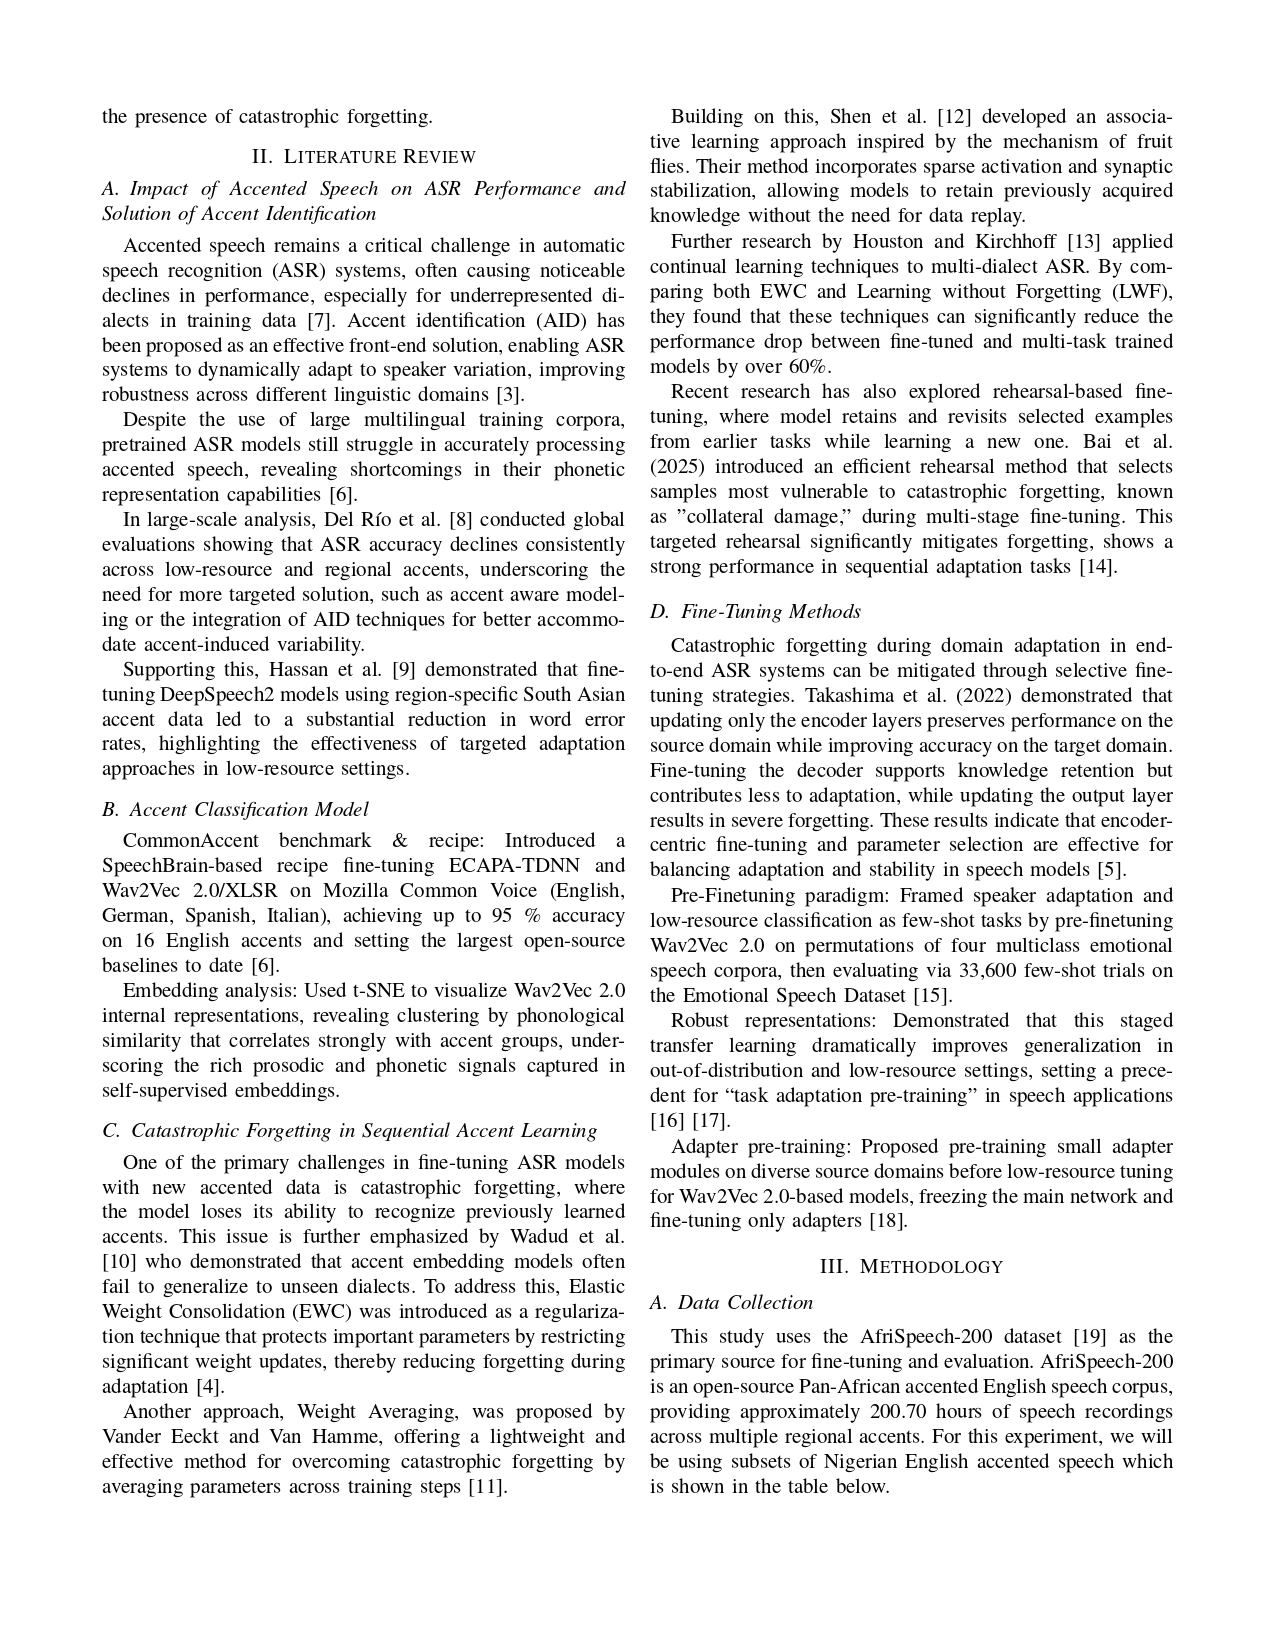 the presence of catastrophic forgetting.
II. LITERATURE REVIEW
A. Impact of Accented Speech on ASR Performance and
Solution of Accent Identification
Accented speech remains a critical challenge in automatic
speech recognition (ASR) systems, often causing noticeable
declines in performance, especially for underrepresented di-
alects in training data [7]. Accent identification (AID) has
been proposed as an effective front-end solution, enabling ASR
systems to dynamically adapt to speaker variation, improving
robustness across different linguistic domains [3].
Despite the use of large multilingual training corpora,
pretrained ASR models still struggle in accurately processing
accented speech, revealing shortcomings in their phonetic
representation capabilities [6].
In large-scale analysis, Del Río et al. [8] conducted global
evaluations showing that ASR accuracy declines consistently
across low-resource and regional accents, underscoring the
need for more targeted solution, such as accent aware model-
ing or the integration of AID techniques for better accommo-
date accent-induced variability.
Supporting this, Hassan et al. [9] demonstrated that fine-
tuning DeepSpeech2 models using region-specific South Asian
accent data led to a substantial reduction in word error
rates, highlighting the effectiveness of targeted adaptation
approaches in low-resource settings.
B. Accent Classification Model
CommonAccent benchmark & recipe: Introduced a
SpeechBrain-based recipe fine-tuning ECAPA-TDNN and
Wav2Vec 2.0/XLSR on Mozilla Common Voice (English,
German, Spanish, Italian), achieving up to 95 % accuracy
on 16 English accents and setting the largest open-source
baselines to date [6].
Embedding analysis: Used t-SNE to visualize Wav2Vec 2.0
internal representations, revealing clustering by phonological
similarity that correlates strongly with accent groups, under-
scoring the rich prosodic and phonetic signals captured in
self-supervised embeddings.
C. Catastrophic Forgetting in Sequential Accent Learning
One of the primary challenges in fine-tuning ASR models
with new accented data is catastrophic forgetting, where
the model loses its ability to recognize previously learned
accents. This issue is further emphasized by Wadud et al.
[10] who demonstrated that accent embedding models often
fail to generalize to unseen dialects. To address this, Elastic
Weight Consolidation (EWC) was introduced as a regulariza-
tion technique that protects important parameters by restricting
significant weight updates, thereby reducing forgetting during
adaptation [4].
Another approach, Weight Averaging, was proposed by
Vander Eeckt and Van Hamme, offering a lightweight and
effective method for overcoming catastrophic forgetting by
averaging parameters across training steps [11].
Building on this, Shen et al. [12] developed an associa-
tive learning approach inspired by the mechanism of fruit
flies. Their method incorporates sparse activation and synaptic
stabilization, allowing models to retain previously acquired
knowledge without the need for data replay.
Further research by Houston and Kirchhoff [13] applied
continual learning techniques to multi-dialect ASR. By com-
paring both EWC and Learning without Forgetting (LWF),
they found that these techniques can significantly reduce the
performance drop between fine-tuned and multi-task trained
models by over 60%.
Recent research has also explored rehearsal-based fine-
tuning, where model retains and revisits selected examples
from earlier tasks while learning a new one. Bai et al.
(2025) introduced an efficient rehearsal method that selects
samples most vulnerable to catastrophic forgetting, known
as ”collateral damage,” during multi-stage fine-tuning. This
targeted rehearsal significantly mitigates forgetting, shows a
strong performance in sequential adaptation tasks [14].
D. Fine-Tuning Methods
Catastrophic forgetting during domain adaptation in end-
to-end ASR systems can be mitigated through selective fine-
tuning strategies. Takashima et al. (2022) demonstrated that
updating only the encoder layers preserves performance on the
source domain while improving accuracy on the target domain.
Fine-tuning the decoder supports knowledge retention but
contributes less to adaptation, while updating the output layer
results in severe forgetting. These results indicate that encoder-
centric fine-tuning and parameter selection are effective for
balancing adaptation and stability in speech models [5].
Pre-Finetuning paradigm: Framed speaker adaptation and
low-resource classification as few-shot tasks by pre-finetuning
Wav2Vec 2.0 on permutations of four multiclass emotional
speech corpora, then evaluating via 33,600 few-shot trials on
the Emotional Speech Dataset [15].
Robust representations: Demonstrated that this staged
transfer learning dramatically improves generalization in
out-of-distribution and low-resource settings, setting a prece-
dent for “task adaptation pre-training” in speech applications
[16] [17].
Adapter pre-training: Proposed pre-training small adapter
modules on diverse source domains before low-resource tuning
for Wav2Vec 2.0-based models, freezing the main network and
fine-tuning only adapters [18].
III. METHODOLOGY
A. Data Collection
This study uses the AfriSpeech-200 dataset [19] as the
primary source for fine-tuning and evaluation. AfriSpeech-200
is an open-source Pan-African accented English speech corpus,
providing approximately 200.70 hours of speech recordings
across multiple regional accents. For this experiment, we will
be using subsets of Nigerian English accented speech which
is shown in the table below.